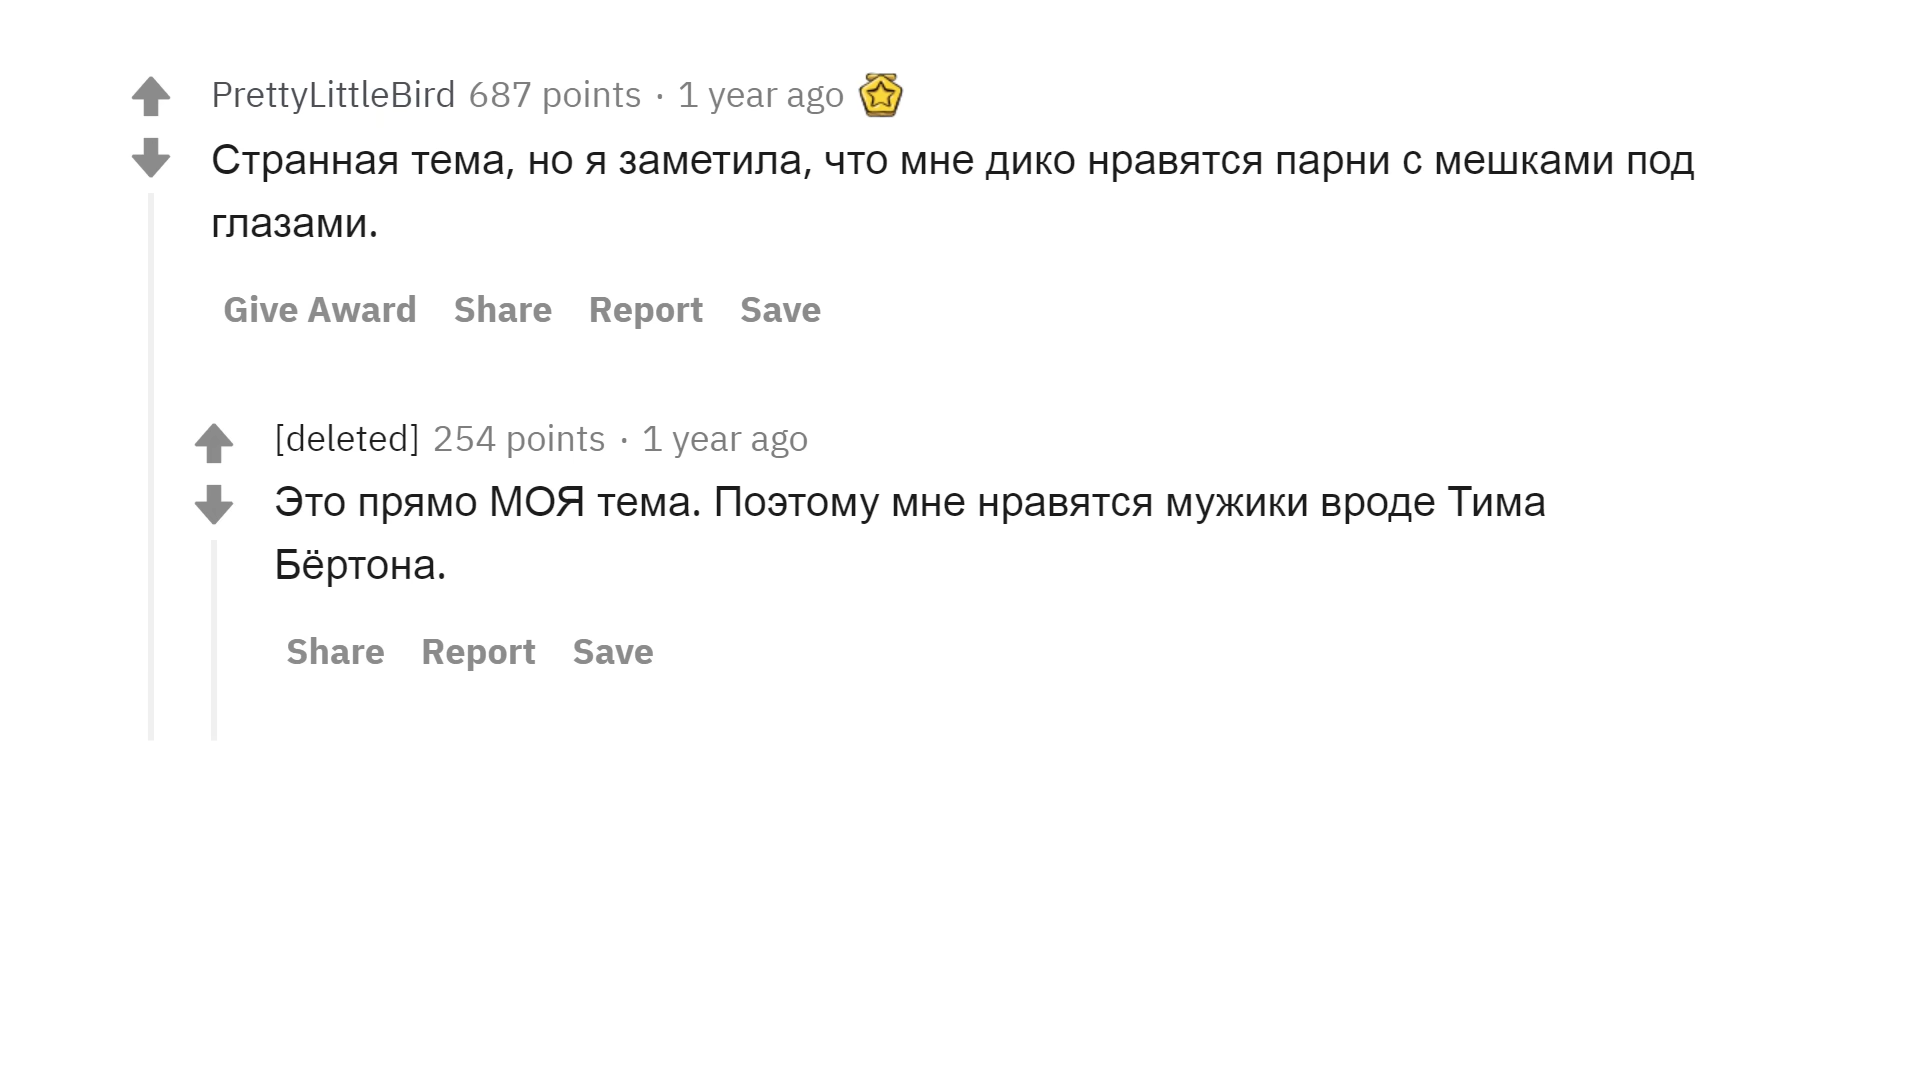 PrettyLittleBird 687 points · 1 year ago
Странная тема, но я заметила, что мне дико нравятся парни с мешками под
глазами.
Give Award Share Report Save
[deleted] 254 points · 1 year ago
Это прямо МОЯ тема. Поэтому мне нравятся мужики вроде Тима
Бёртона.
Share Report Save